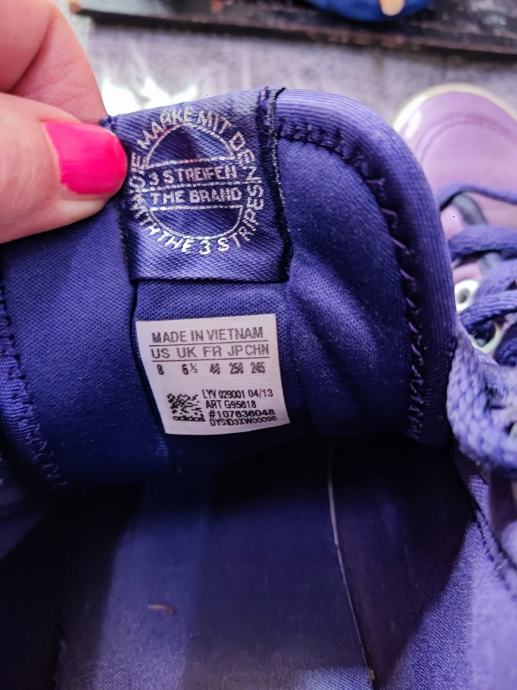 DIE MARKE MIT DEN
3 STREIFEN
THE BRAND
WITH THE 3 STRIPES
MADE IN VIETNAM
US UK FR JP CHN
8 6½ 40 250 245
LYV 029001 04/13
ART G95618
#107636048